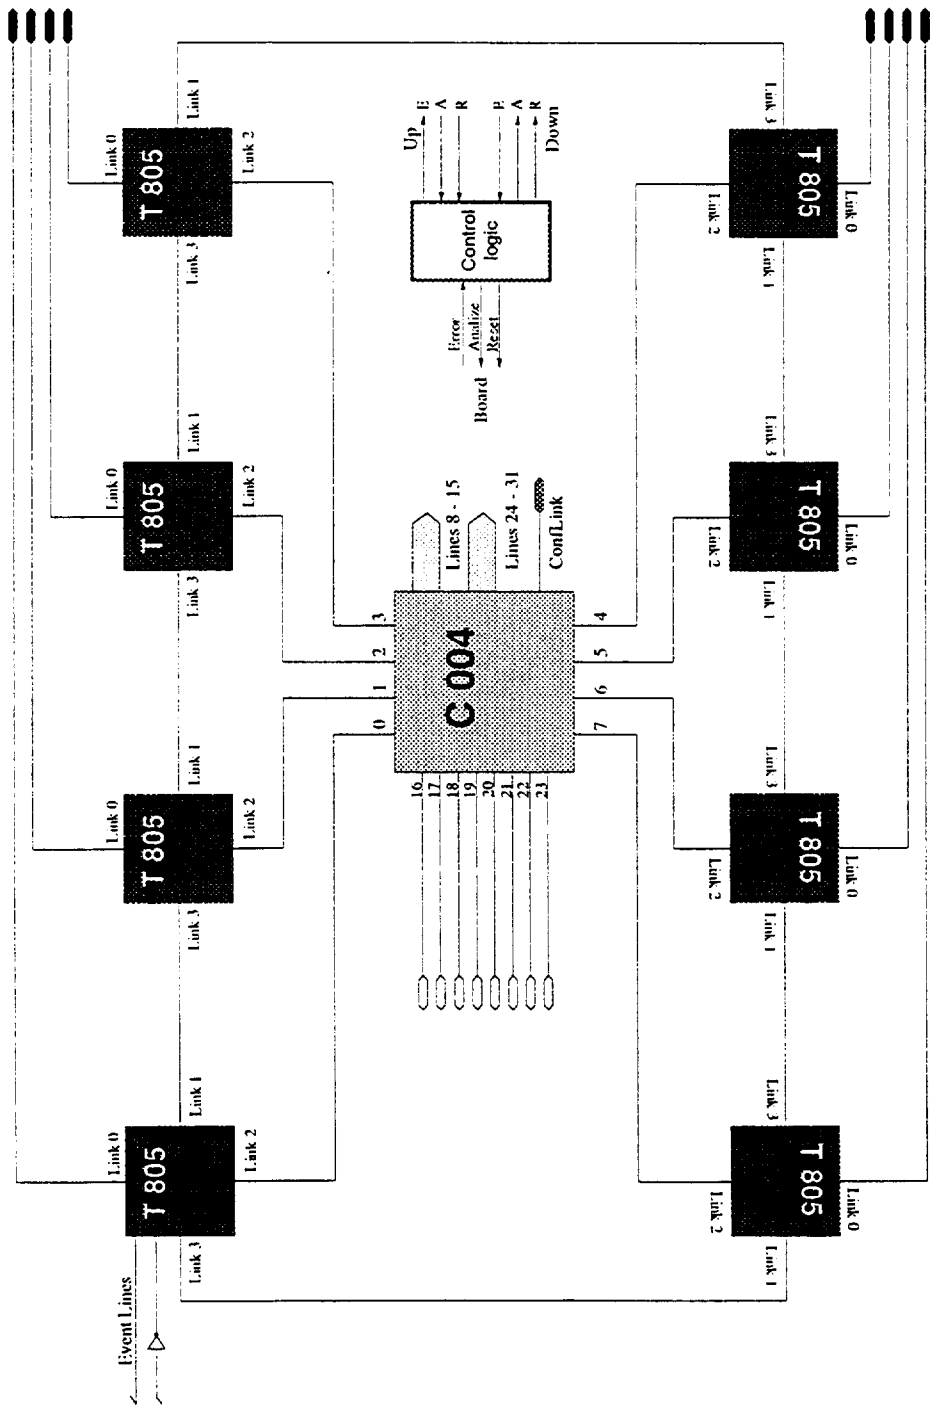 Link 1
Link 0
T 805
Link 2
Link 3
Link 1
Link 0
T 805
Link 2
Link 3
Link 1
Link 0
T 805
Link 2
Link 3
Link 1
Link 0
T 805
Link 2
Link 3
Event Lines
Up
E
A
R
E
A
R
Down
Control
logic
Error
Analize
Reset
Board
Lines 8 - 15
Lines 24 - 31
ConfLink
C 004
3
2
1
0
4
5
6
7
16
17
18
19
20
21
22
23
Link 3
T 805
Link 0
Link 2
Link 1
Link 3
T 805
Link 0
Link 2
Link 1
Link 3
T 805
Link 0
Link 2
Link 1
Link 3
T 805
Link 0
Link 2
Link 1